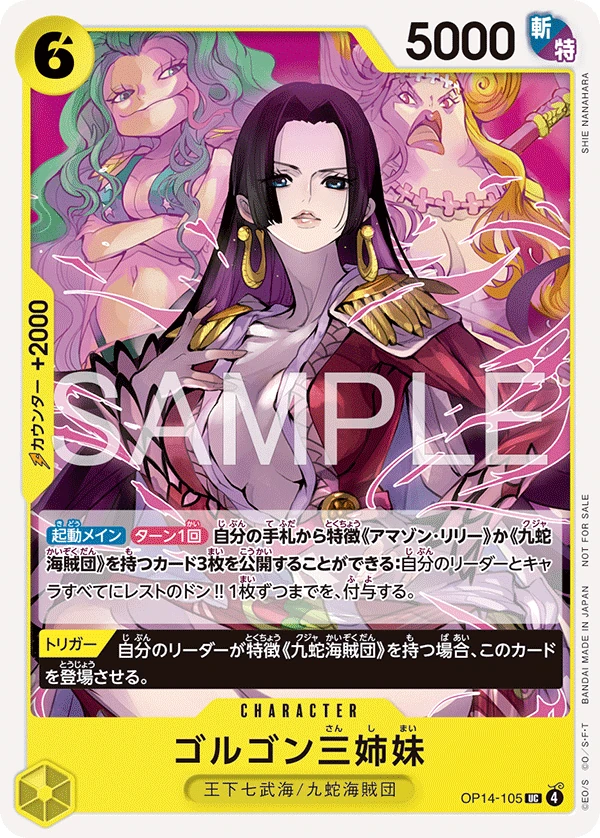 6
5000
斬
特
SHIE NANAHARA
カウンター +2000
SAMPLE
起動メイン ターン1回 自分の手札から特徴《アマゾン・リリー》か《九蛇
海賊団》を持つカード3枚を公開することができる:自分のリーダーとキャ
ラすべてにレストのドン!!1枚ずつまでを、付与する。
トリガー 自分のリーダーが特徴《九蛇海賊団》を持つ場合、このカード
を登場させる。
CHARACTER
ゴルゴン三姉妹
王下七武海/九蛇海賊団
OP14-105 UC 4
©E.O/S ©O/S・F・T BANDAI MADE IN JAPAN NOT FOR SALE